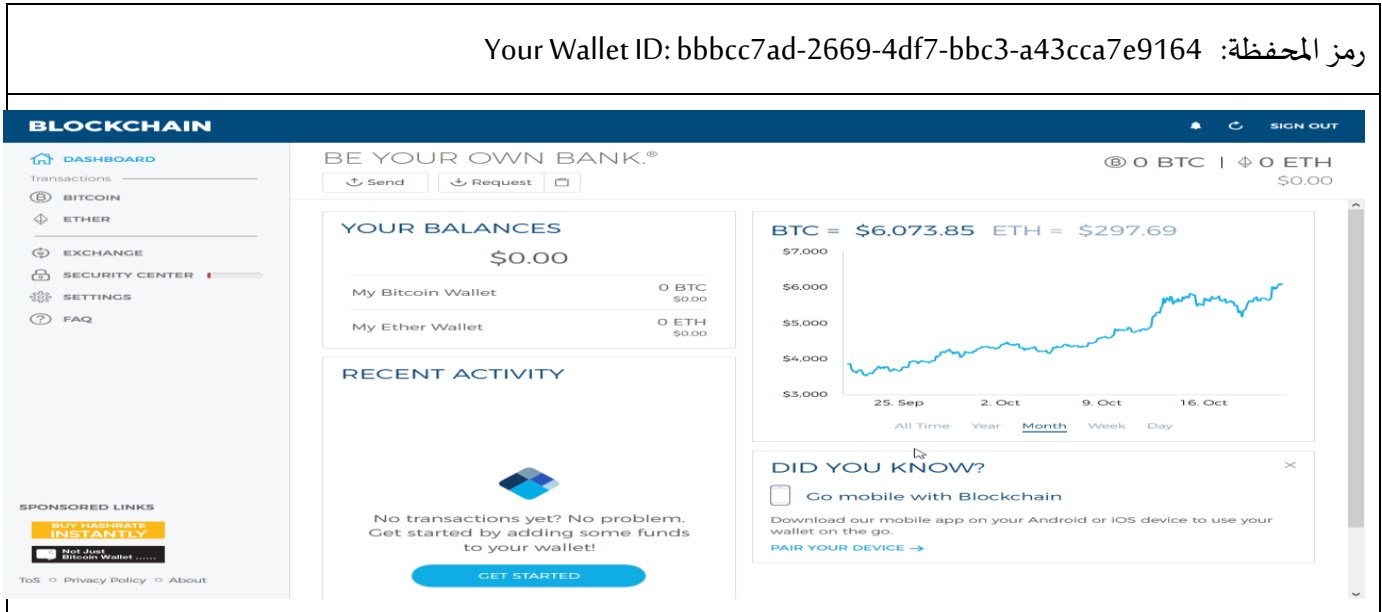 رمز المحفظة: Your Wallet ID: bbbcc7ad-2669-4df7-bbc3-a43cca7e9164
BLOCKCHAIN
SIGN OUT
DASHBOARD
Transactions
BITCOIN
ETHER
EXCHANGE
SECURITY CENTER
SETTINGS
FAQ
SPONSORED LINKS
BUY HASHRATE
INSTANTLY
Not Just
Bitcoin Wallet ......
ToS Privacy Policy About
BE YOUR OWN BANK.®
Send Request
0 BTC | 0 ETH
$0.00
YOUR BALANCES
$0.00
My Bitcoin Wallet 0 BTC
$0.00
My Ether Wallet 0 ETH
$0.00
RECENT ACTIVITY
No transactions yet? No problem.
Get started by adding some funds
to your wallet!
GET STARTED
BTC = $6,073.85 ETH = $297.69
$7,000
$6,000
$5,000
$4,000
$3,000
25. Sep 2. Oct 9. Oct 16. Oct
All Time Year Month Week Day
DID YOU KNOW?
Go mobile with Blockchain
Download our mobile app on your Android or iOS device to use your
wallet on the go.
PAIR YOUR DEVICE →